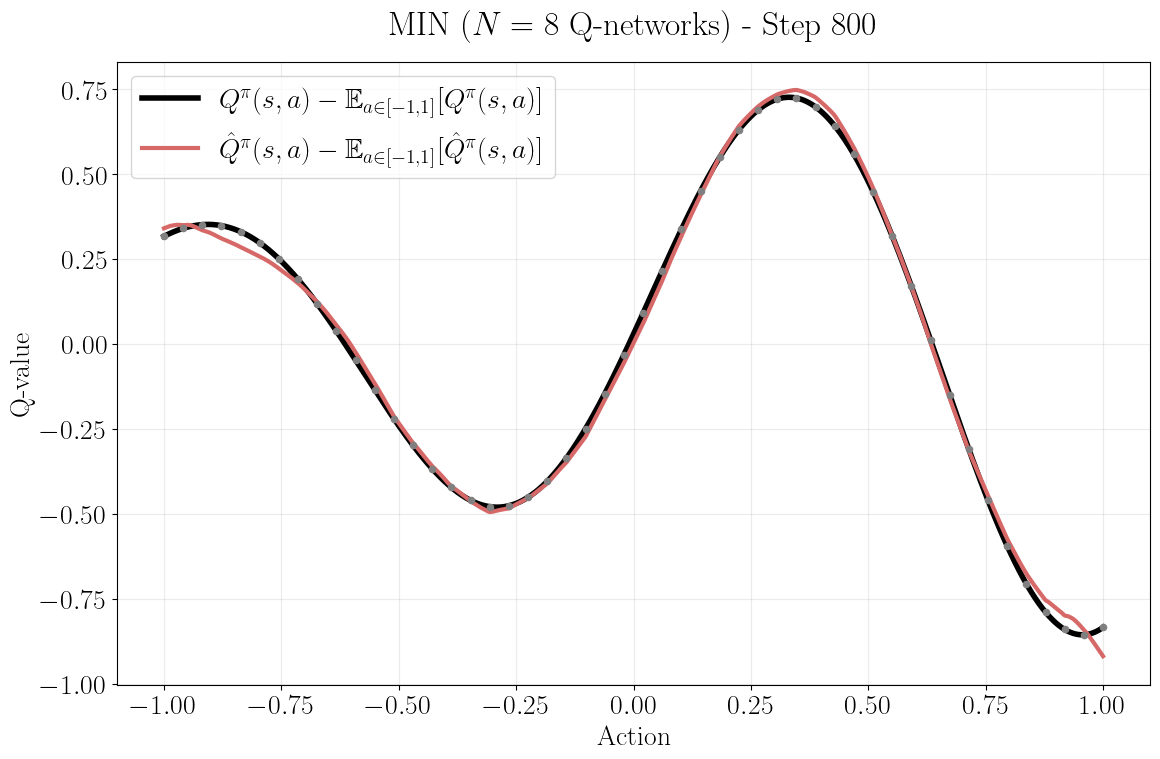 MIN (N = 8 Q-networks) - Step 800
Q^π(s, a) − 𝔼_{a∈[−1,1]}[Q^π(s, a)]
Q̂^π(s, a) − 𝔼_{a∈[−1,1]}[Q̂^π(s, a)]
Q-value
0.75
0.50
0.25
0.00
−0.25
−0.50
−0.75
−1.00
−1.00 −0.75 −0.50 −0.25 0.00 0.25 0.50 0.75 1.00
Action